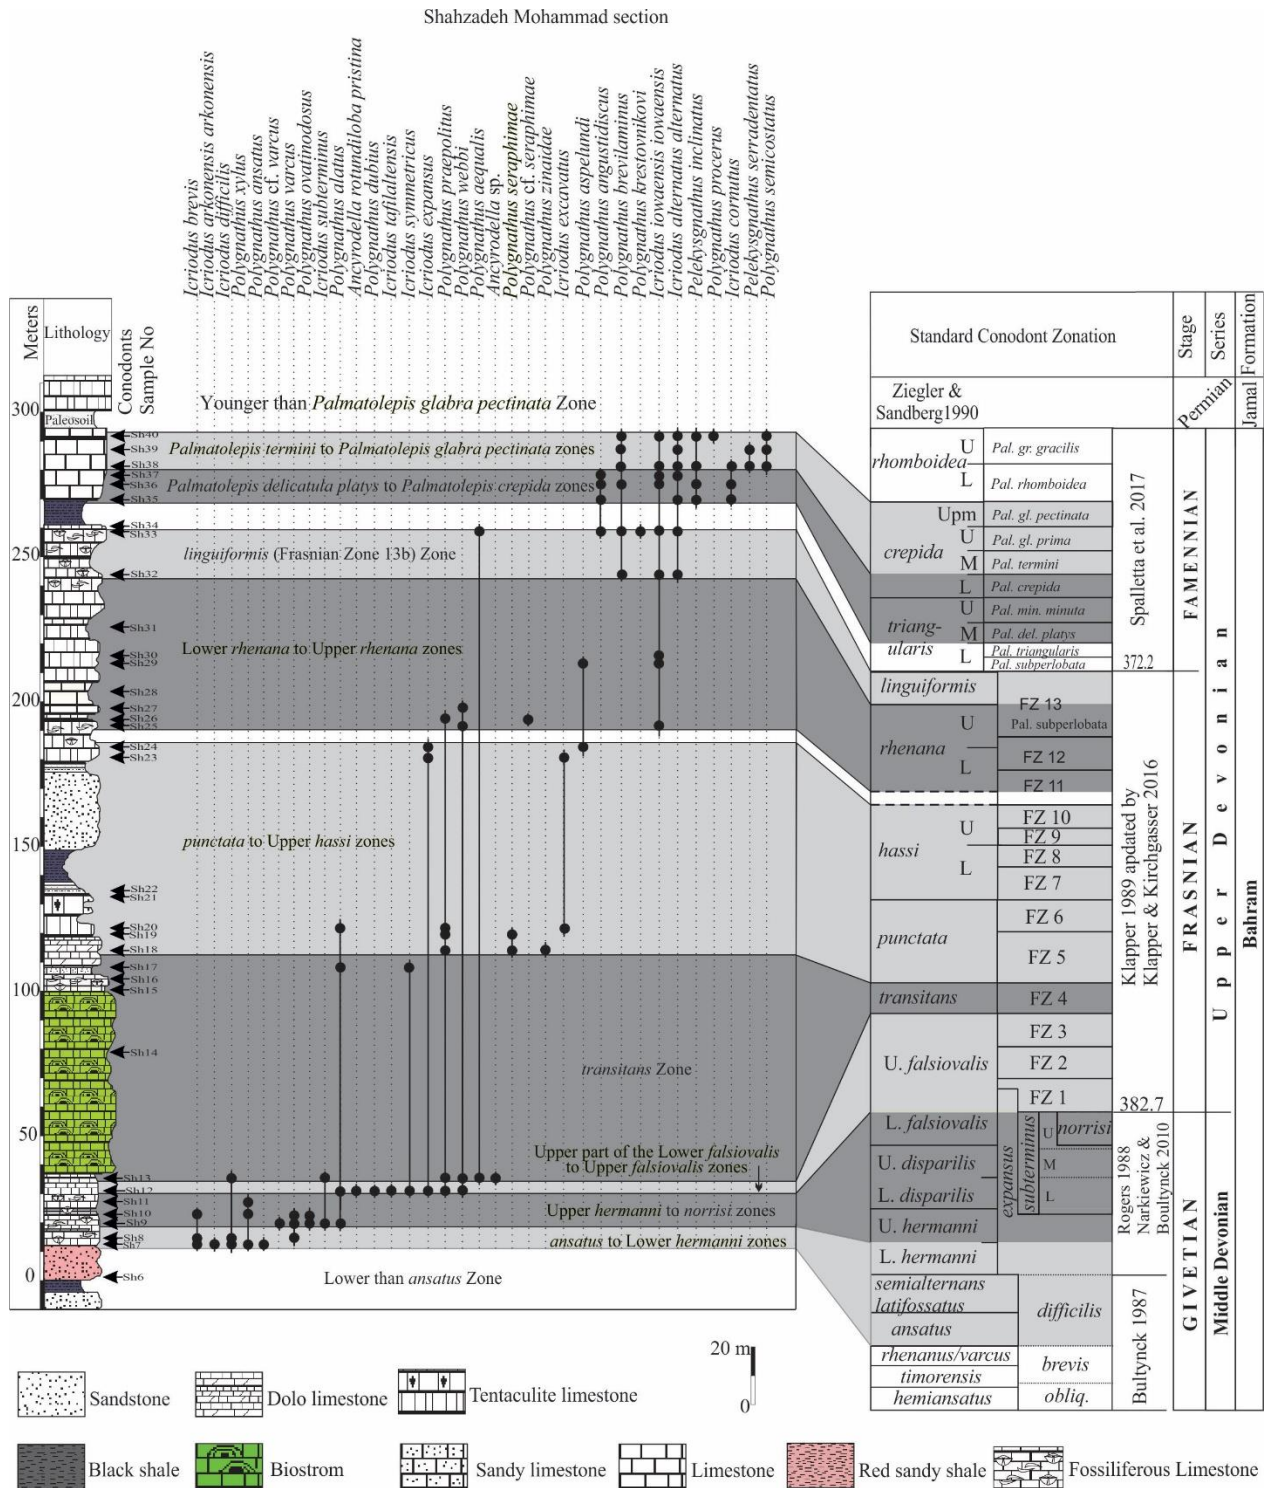 Shahzadeh Mohammad section
Icriodus brevis
Icriodus arkonensis arkonensis
Icriodus difficilis
Polygnathus xylus
Polygnathus ansatus
Polygnathus cf. varcus
Polygnathus varcus
Polygnathus ovatinodosus
Icriodus subterminus
Polygnathus alatus
Ancyrodella rotundiloba pristina
Polygnathus dubius
Icriodus tafilaltensis
Icriodus symmetricus
Icriodus expansus
Polygnathus praepolitus
Polygnathus webbi
Polygnathus aequalis
Ancyrodella sp.
Polygnathus seraphimae
Polygnathus cf. seraphimae
Polygnathus zinaidae
Icriodus excavatus
Polygnathus aspelundi
Polygnathus angustidiscus
Polygnathus brevilaminus
Polygnathus krestovnikovi
Icriodus iowaensis iowaensis
Icriodus alternatus alternatus
Pelekysgnathus inclinatus
Polygnathus procerus
Icriodus cornutus
Pelekysgnathus serradentatus
Polygnathus semicostatus
Meters
Lithology
Conodonts
Sample No
Standard Conodont Zonation
Stage
Series
Formation
Ziegler &
Sandberg1990
Permian
Jamal
300
250
200
150
100
50
0
Paleosoil
Sh40
Sh39
Sh38
Sh37
Sh36
Sh35
Sh34
Sh33
Sh32
Sh31
Sh30
Sh29
Sh28
Sh27
Sh26
Sh25
Sh24
Sh23
Sh22
Sh21
Sh20
Sh19
Sh18
Sh17
Sh16
Sh15
Sh14
Sh13
Sh12
Sh11
Sh10
Sh9
Sh8
Sh7
Sh6
Younger than Palmatolepis glabra pectinata Zone
Palmatolepis termini to Palmatolepis glabra pectinata zones
Palmatolepis delicatula platys to Palmatolepis crepida zones
linguiformis (Frasnian Zone 13b) Zone
Lower rhenana to Upper rhenana zones
punctata to Upper hassi zones
transitans Zone
Upper part of the Lower falsiovalis
to Upper falsiovalis zones
Upper hermanni to norrisi zones
ansatus to Lower hermanni zones
Lower than ansatus Zone
rhomboidea
U
L
Pal. gr. gracilis
Pal. rhomboidea
crepida
Upm
U
M
L
Pal. gl. pectinata
Pal. gl. prima
Pal. termini
Pal. crepida
triang-
ularis
U
M
L
Pal. min. minuta
Pal. del. platys
Pal. triangularis
Pal. subperlobata
Spalletta et al. 2017
372.2
FAMENNIAN
linguiformis
rhenana
U
L
FZ 13
Pal. subperlobata
FZ 12
FZ 11
hassi
U
L
FZ 10
FZ 9
FZ 8
FZ 7
punctata
FZ 6
FZ 5
transitans
FZ 4
U. falsiovalis
FZ 3
FZ 2
FZ 1
Klapper 1989 apdated by
Klapper & Kirchgasser 2016
382.7
FRASNIAN
Upper Devonian
Bahram
L. falsiovalis
U. disparilis
L. disparilis
U. hermanni
L. hermanni
expansus
subterminus
U
M
L
norrisi
Rogers 1988
Narkiewicz &
Boultynck 2010
semialternans
latifossatus
ansatus
difficilis
rhenanus/varcus
timorensis
hemiansatus
brevis
obliq.
Bultynck 1987
GIVETIAN
Middle Devonian
20 m
0
Sandstone
Dolo limestone
Tentaculite limestone
Black shale
Biostrom
Sandy limestone
Limestone
Red sandy shale
Fossiliferous Limestone